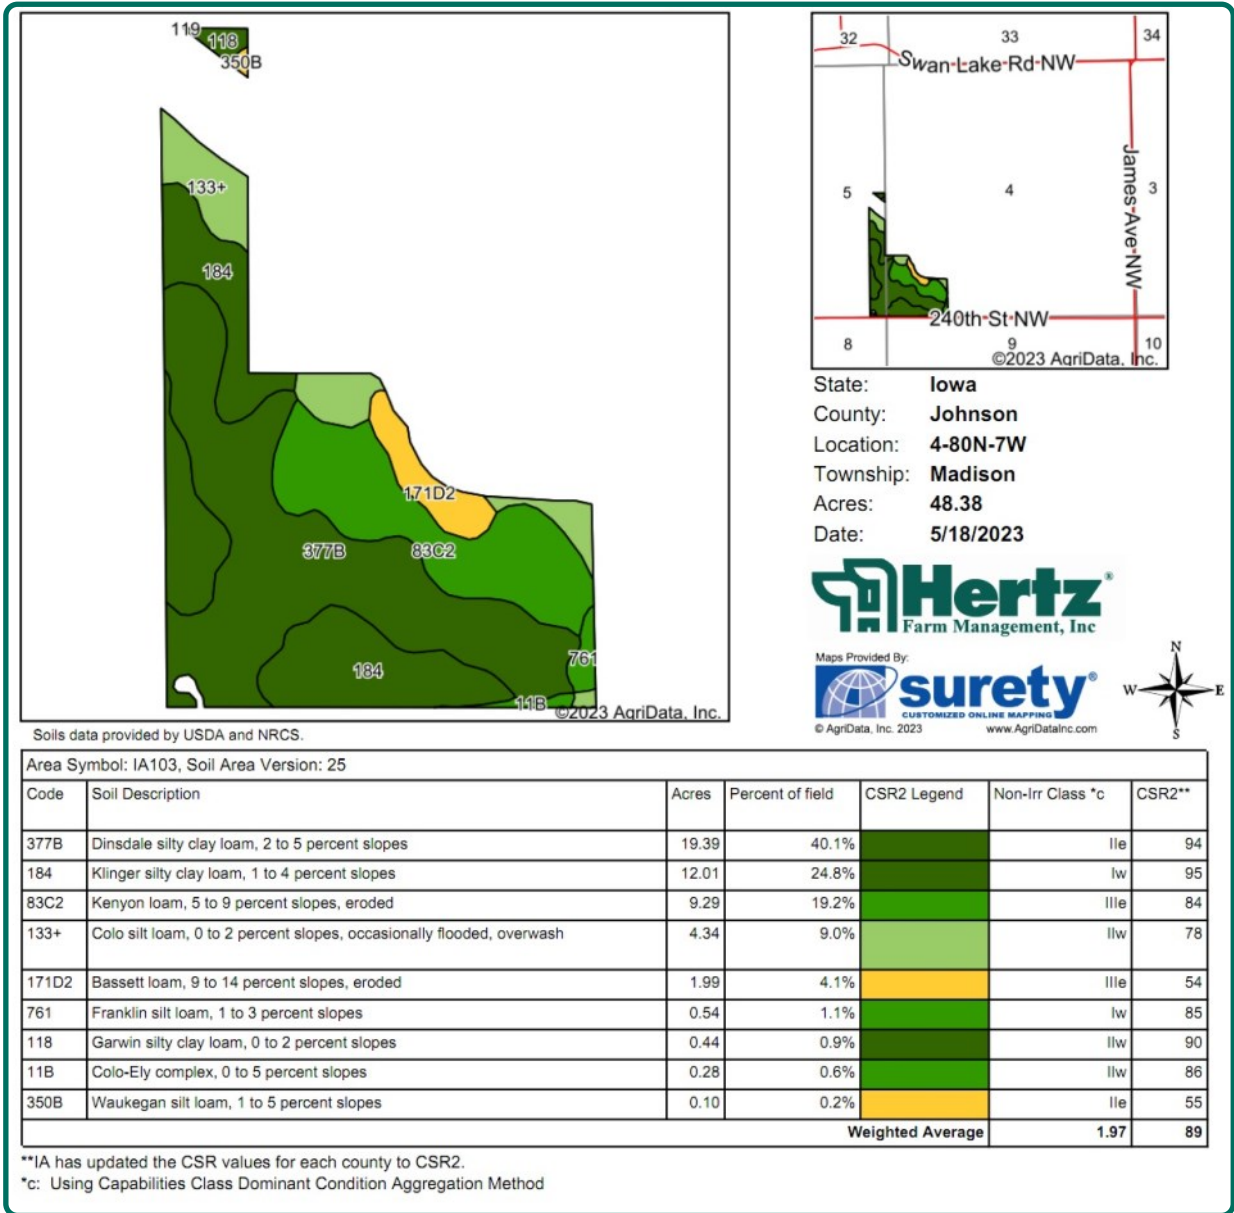 119
118
350B
133+
184
171D2
377B
83C2
184
761
11B
©2023 AgriData, Inc.
Soils data provided by USDA and NRCS.
32
33
34
Swan Lake Rd NW
James Ave NW
5
4
3
240th St NW
8
9
10
©2023 AgriData, Inc.
State: Iowa
County: Johnson
Location: 4-80N-7W
Township: Madison
Acres: 48.38
Date: 5/18/2023
Hertz®
Farm Management, Inc
Maps Provided By:
surety®
CUSTOMIZED ONLINE MAPPING
© AgriData, Inc. 2023 www.AgriDataInc.com
N
W E
S
Area Symbol: IA103, Soil Area Version: 25
Code Soil Description Acres Percent of field CSR2 Legend Non-Irr Class *c CSR2**
377B Dinsdale silty clay loam, 2 to 5 percent slopes 19.39 40.1% IIe 94
184 Klinger silty clay loam, 1 to 4 percent slopes 12.01 24.8% Iw 95
83C2 Kenyon loam, 5 to 9 percent slopes, eroded 9.29 19.2% IIIe 84
133+ Colo silt loam, 0 to 2 percent slopes, occasionally flooded, overwash 4.34 9.0% IIw 78
171D2 Bassett loam, 9 to 14 percent slopes, eroded 1.99 4.1% IIIe 54
761 Franklin silt loam, 1 to 3 percent slopes 0.54 1.1% Iw 85
118 Garwin silty clay loam, 0 to 2 percent slopes 0.44 0.9% IIw 90
11B Colo-Ely complex, 0 to 5 percent slopes 0.28 0.6% IIw 86
350B Waukegan silt loam, 1 to 5 percent slopes 0.10 0.2% IIe 55
Weighted Average 1.97 89
**IA has updated the CSR values for each county to CSR2.
*c: Using Capabilities Class Dominant Condition Aggregation Method